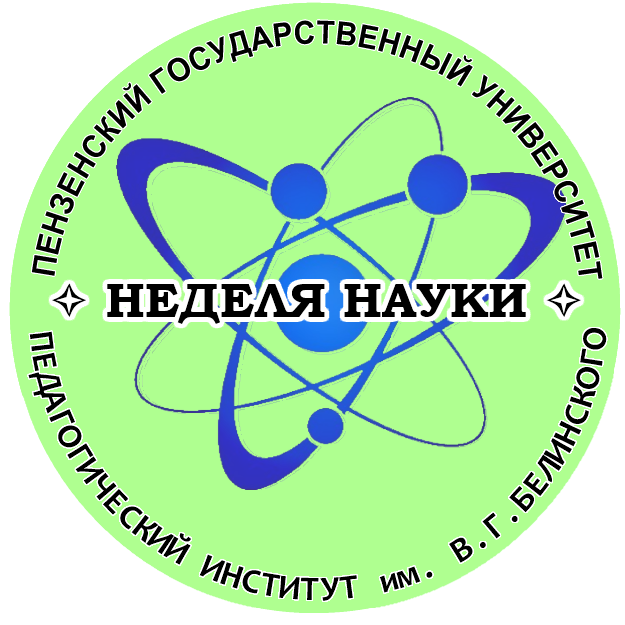 ПЕНЗЕНСКИЙ ГОСУДАРСТВЕННЫЙ УНИВЕРСИТЕТ
НЕДЕЛЯ НАУКИ
ПЕДАГОГИЧЕСКИЙ ИНСТИТУТ им. В.Г.БЕЛИНСКОГО